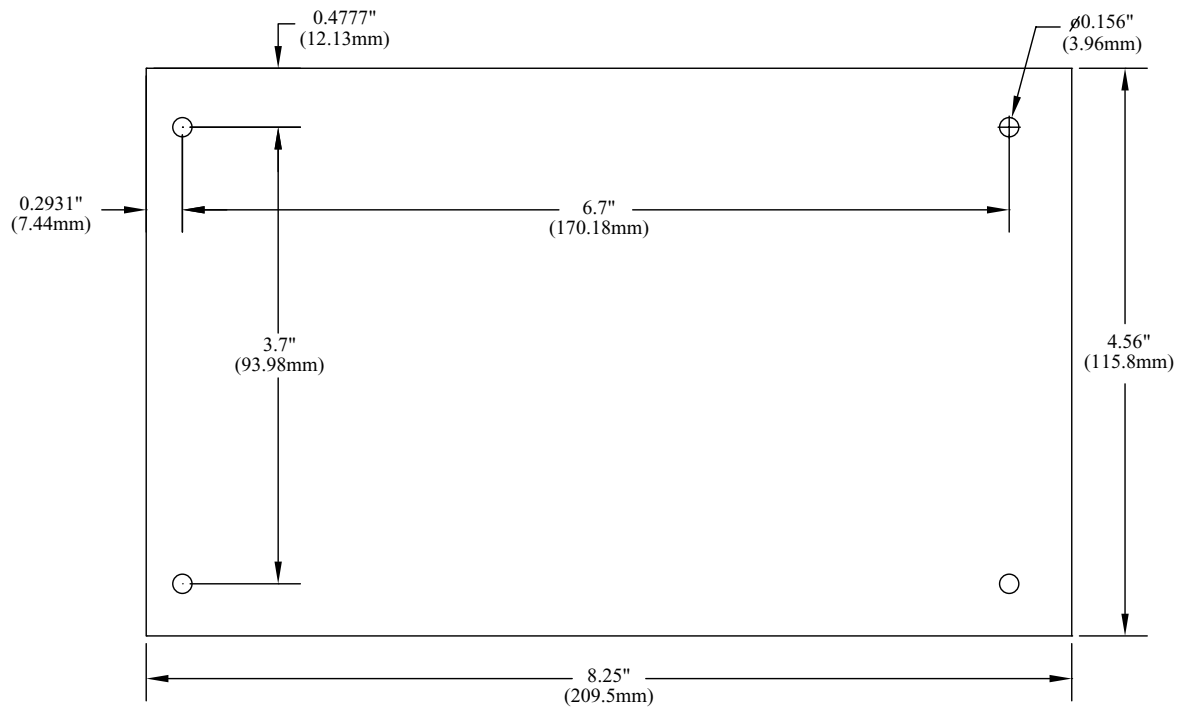 0.4777"
(12.13mm)
ø0.156"
(3.96mm)
0.2931"
(7.44mm)
6.7"
(170.18mm)
3.7"
(93.98mm)
4.56"
(115.8mm)
8.25"
(209.5mm)